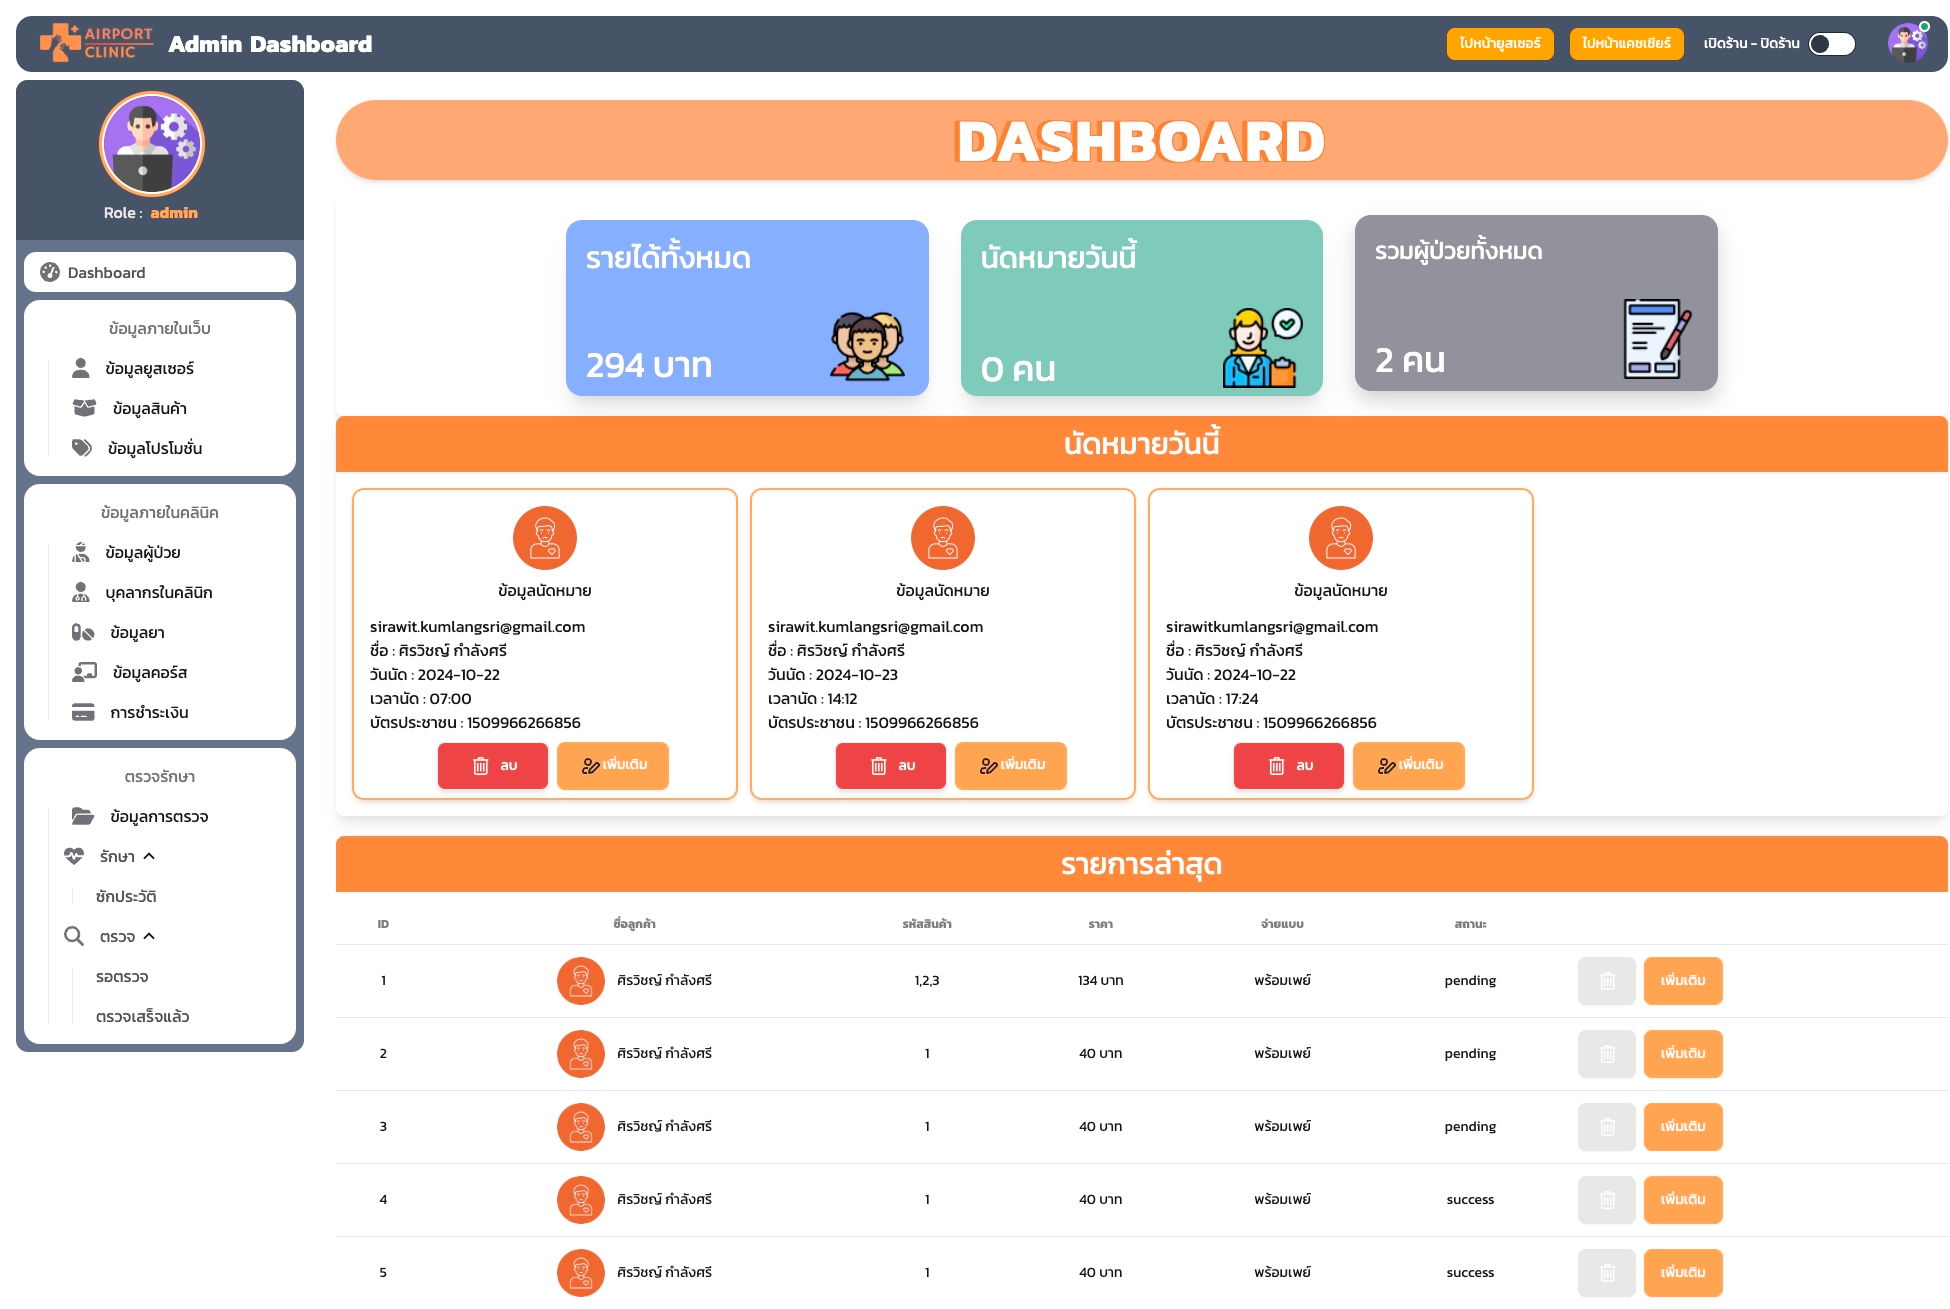 AIRPORT
CLINIC
Admin Dashboard
ไปหน้ายูสเซอร์
ไปหน้าแคชเชียร์
เปิดร้าน - ปิดร้าน
Role : admin
Dashboard
ข้อมูลภายในเว็บ
ข้อมูลยูสเซอร์
ข้อมูลสินค้า
ข้อมูลโปรโมชั่น
ข้อมูลภายในคลินิค
ข้อมูลผู้ป่วย
บุคลากรในคลินิก
ข้อมูลยา
ข้อมูลคอร์ส
การชำระเงิน
ตรวจรักษา
ข้อมูลการตรวจ
รักษา
ซักประวัติ
ตรวจ
รอตรวจ
ตรวจเสร็จแล้ว
DASHBOARD
รายได้ทั้งหมด
294 บาท
นัดหมายวันนี้
0 คน
รวมผู้ป่วยทั้งหมด
2 คน
นัดหมายวันนี้
ข้อมูลนัดหมาย
sirawit.kumlangsri@gmail.com
ชื่อ : ศิรวิชญ์ กำลังศรี
วันนัด : 2024-10-22
เวลานัด : 07:00
บัตรประชาชน : 1509966266856
ลบ
เพิ่มเติม
ข้อมูลนัดหมาย
sirawit.kumlangsri@gmail.com
ชื่อ : ศิรวิชญ์ กำลังศรี
วันนัด : 2024-10-23
เวลานัด : 14:12
บัตรประชาชน : 1509966266856
ลบ
เพิ่มเติม
ข้อมูลนัดหมาย
sirawitkumlangsri@gmail.com
ชื่อ : ศิรวิชญ์ กำลังศรี
วันนัด : 2024-10-22
เวลานัด : 17:24
บัตรประชาชน : 1509966266856
ลบ
เพิ่มเติม
รายการล่าสุด
ID ชื่อลูกค้า รหัสสินค้า ราคา จ่ายแบบ สถานะ
1 ศิรวิชญ์ กำลังศรี 1,2,3 134 บาท พร้อมเพย์ pending เพิ่มเติม
2 ศิรวิชญ์ กำลังศรี 1 40 บาท พร้อมเพย์ pending เพิ่มเติม
3 ศิรวิชญ์ กำลังศรี 1 40 บาท พร้อมเพย์ pending เพิ่มเติม
4 ศิรวิชญ์ กำลังศรี 1 40 บาท พร้อมเพย์ success เพิ่มเติม
5 ศิรวิชญ์ กำลังศรี 1 40 บาท พร้อมเพย์ success เพิ่มเติม